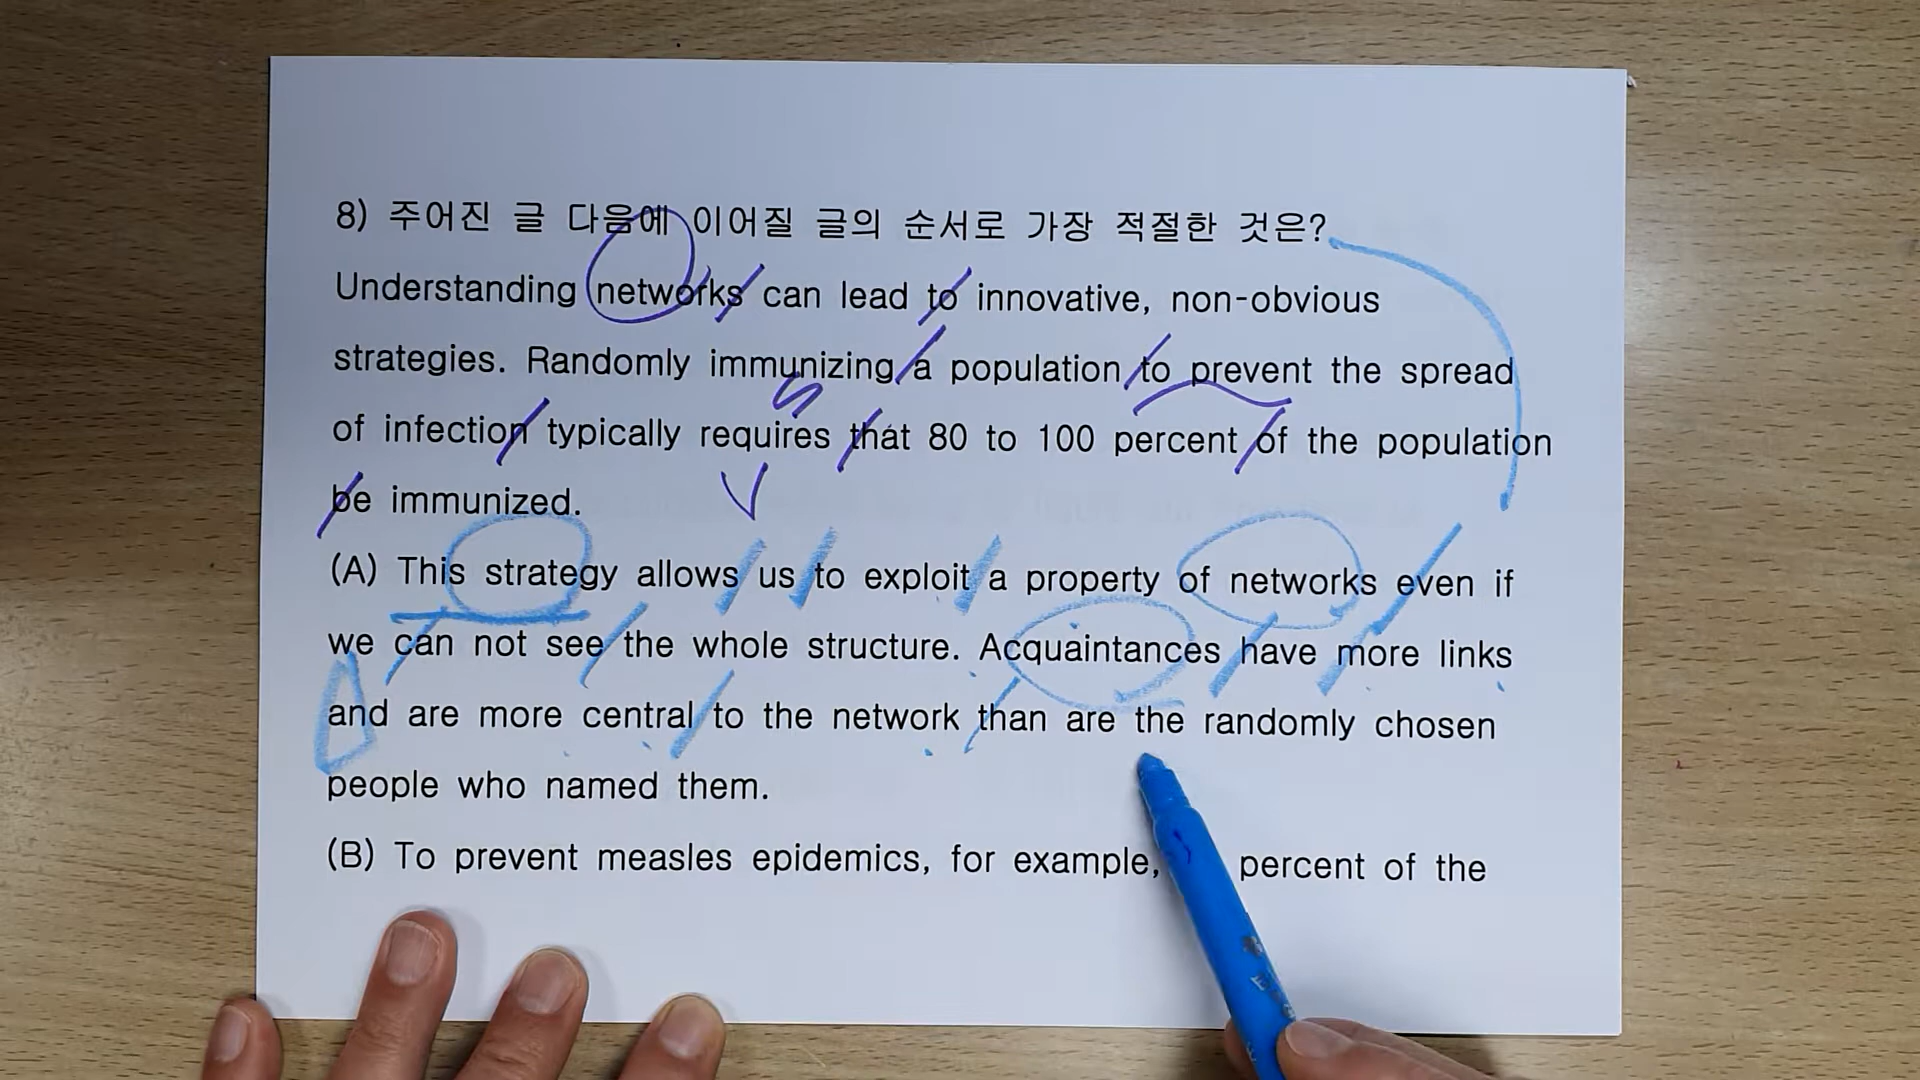 8) 주어진 글 다음에 이어질 글의 순서로 가장 적절한 것은?
Understanding networks can lead to innovative, non-obvious
strategies. Randomly immunizing a population to prevent the spread
of infection typically requires that 80 to 100 percent of the population
be immunized.
(A) This strategy allows us to exploit a property of networks even if
we can not see the whole structure. Acquaintances have more links
and are more central to the network than are the randomly chosen
people who named them.
(B) To prevent measles epidemics, for example, percent of the